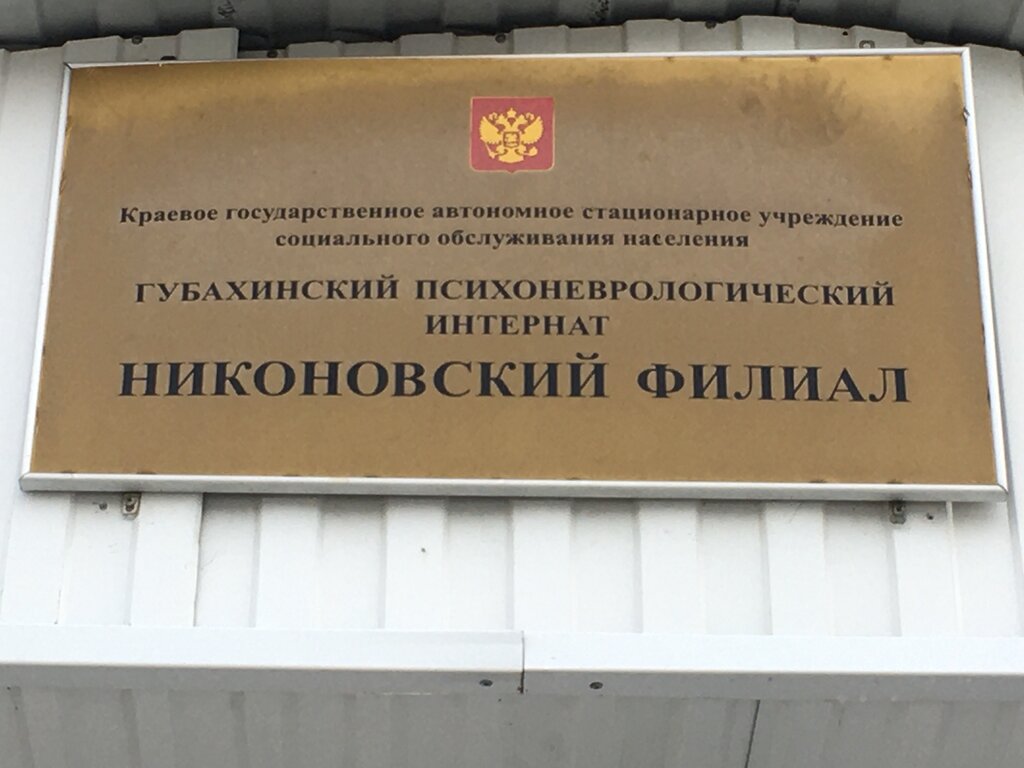 Краевое государственное автономное стационарное учреждение
социального обслуживания населения
ГУБАХИНСКИЙ ПСИХОНЕВРОЛОГИЧЕСКИЙ
ИНТЕРНАТ
НИКОНОВСКИЙ ФИЛИАЛ